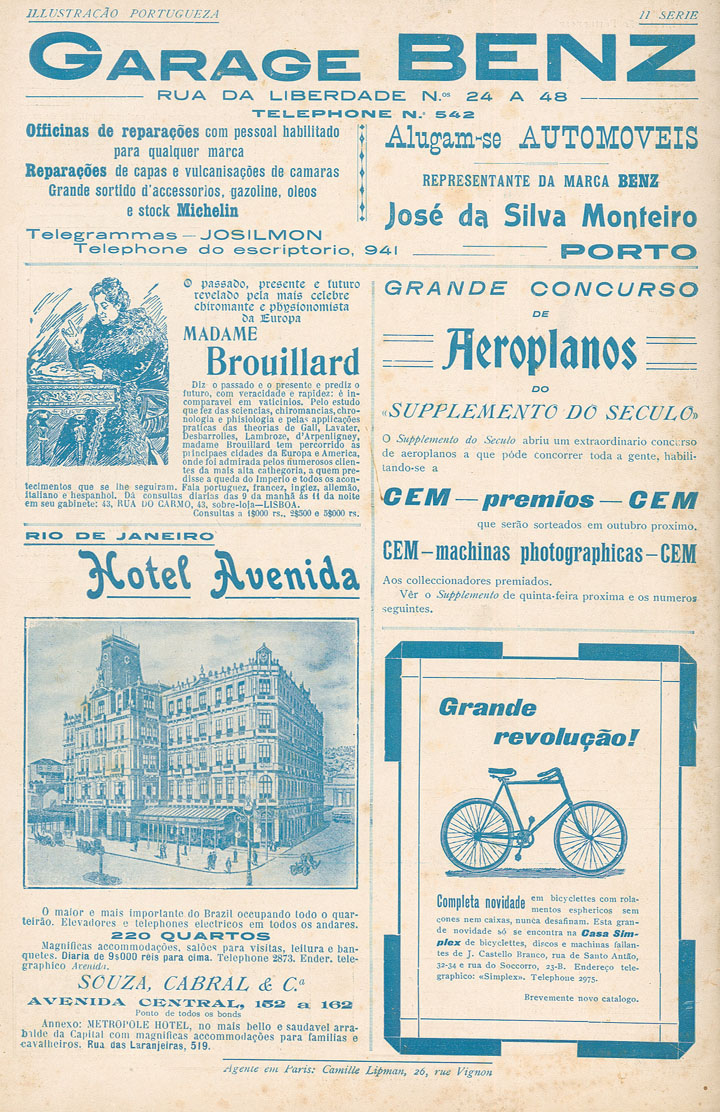 ILLUSTRAÇÃO PORTUGUEZA
II SERIE
GARAGE BENZ
RUA DA LIBERDADE N.os 24 A 48
TELEPHONE N.º 542
Officinas de reparações com pessoal habilitado
para qualquer marca
Reparações de capas e vulcanisações de camaras
Grande sortido d'accessorios, gazoline, oleos
e stock Michelin
Telegrammas — JOSILMON
Telephone do escriptorio, 941
Alugam-se AUTOMOVEIS
REPRESENTANTE DA MARCA BENZ
José da Silva Monteiro
PORTO
O passado, presente e futuro
revelado pela mais celebre
chiromante e physionomista
da Europa
MADAME
Brouillard
Diz o passado e o presente e prediz o
futuro, com veracidade e rapidez: é in-
comparavel em vaticinios. Pelo estudo
que fez das sciencias, chiromancias, chro-
nologia e phisiologia e pelas applicações
praticas das theorias de Gall, Lavater,
Desbarrolles, Lambroze, d'Arpenligney,
madame Brouillard tem percorrido as
principaes cidades da Europa e America,
onde foi admirada pelos numerosos clien-
tes da mais alta cathegoria, a quem pre-
disse a queda do Imperio e todos os acon-
tecimentos que se lhe seguiram. Fala portuguez, francez, inglez, allemão,
italiano e hespanhol. Dá consultas diarias das 9 da manhã ás 11 da noite
em seu gabinete: 43, RUA DO CARMO, 43, sobre-loja—LISBOA.
Consultas a 1$000 rs., 2$500 e 5$000 rs.
RIO DE JANEIRO
Hotel Avenida
O maior e mais importante do Brazil occupando todo o quar-
teirão. Elevadores e telephones electricos em todos os andares.
220 QUARTOS
Magnificas accommodações, salões para visitas, leitura e ban-
quetes. Diaria de 9$000 réis para cima. Telephone 2873. Ender. tele-
graphico Avenida.
SOUZA, CABRAL & C.ª
AVENIDA CENTRAL, 152 a 162
Ponto de todos os bonds
Annexo: METROPOLE HOTEL, no mais bello e saudavel arra-
balde da Capital com magnificas accommodações para familias e
cavalheiros. Rua das Laranjeiras, 519.
GRANDE CONCURSO
DE
Aeroplanos
DO
«SUPPLEMENTO DO SECULO»
O Supplemento do Seculo abriu um extraordinario concurso
de aeroplanos a que póde concorrer toda a gente, habili-
tando-se a
CEM — premios — CEM
que serão sorteados em outubro proximo.
CEM—machinas photographicas—CEM
Aos colleccionadores premiados.
Vêr o Supplemento de quinta-feira proxima e os numeros
seguintes.
Grande
revolução!
Completa novidade em bicyclettes com rola-
mentos esphericos sem
cones nem caixas, nunca desafinam. Esta gran-
de novidade só se encontra na Casa Sim-
plex de bicyclettes, discos e machinas fallan-
tes de J. Castello Branco, rua de Santo Antão,
32-34 e rua do Soccorro, 23-B. Endereço tele-
graphico: «Simplex». Telephone 2975.
Brevemente novo catalogo.
Agente em Paris: Camille Lipman, 26, rue Vignon